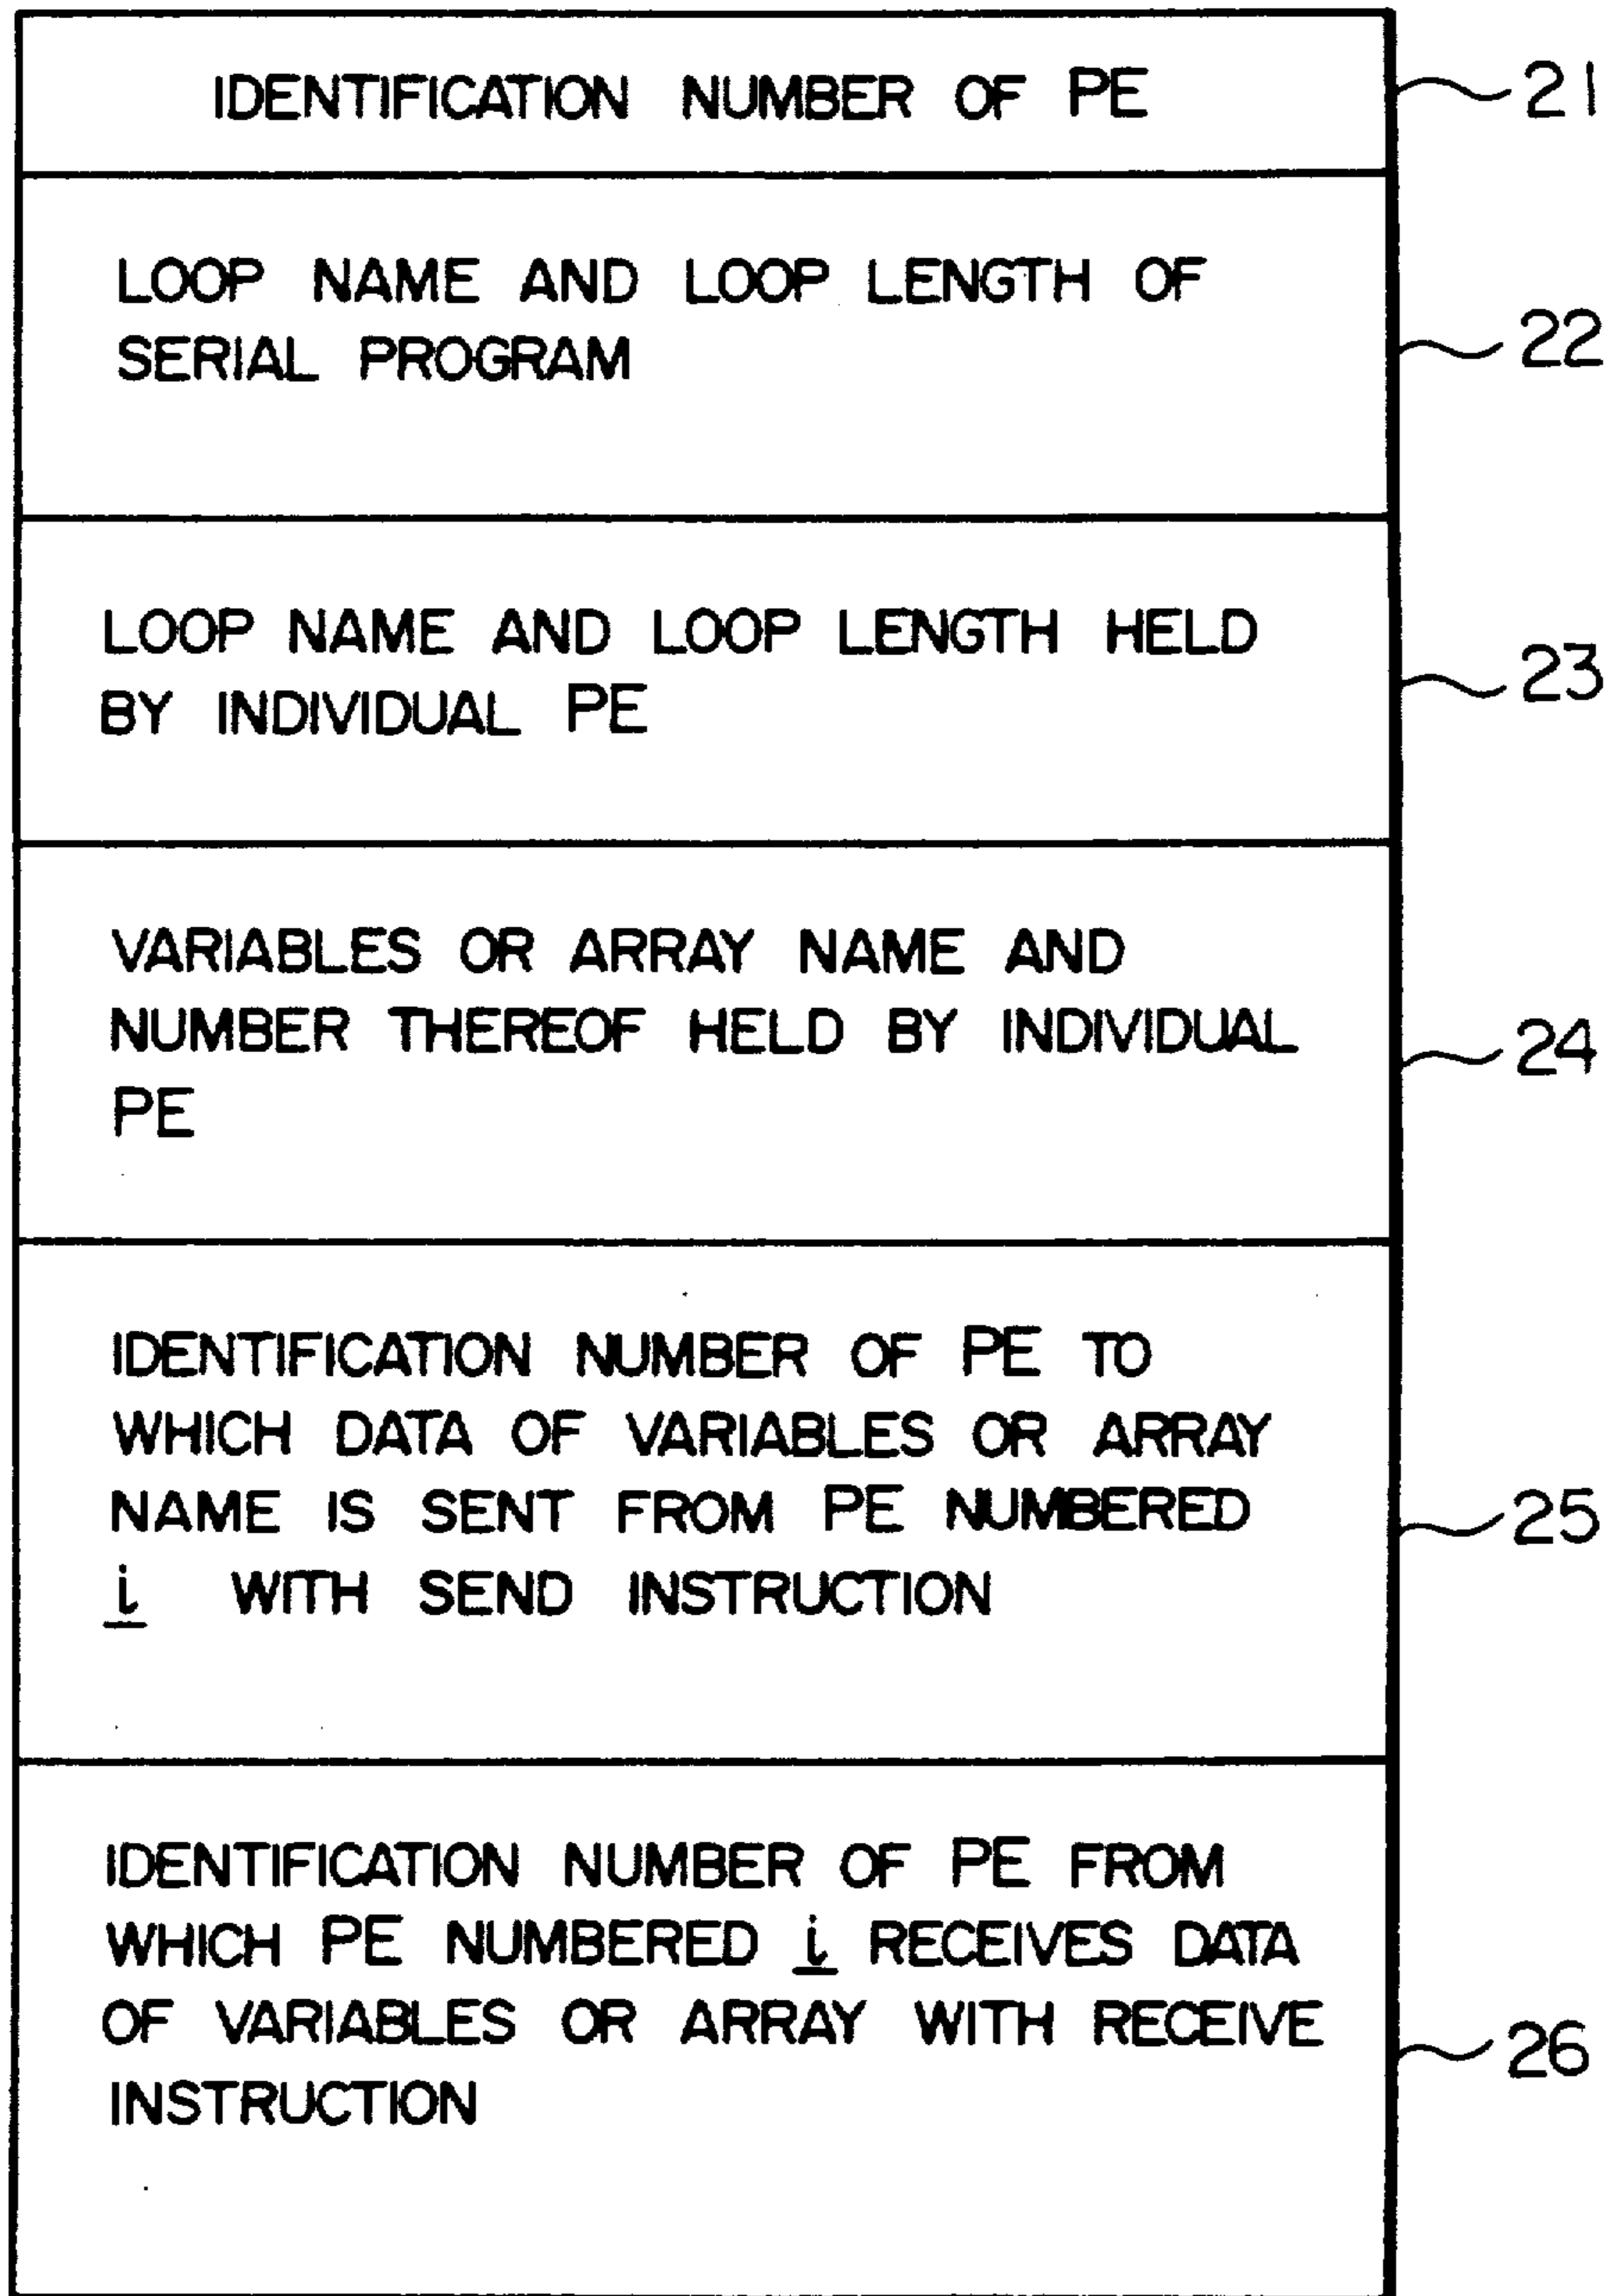 IDENTIFICATION NUMBER OF PE
21
LOOP NAME AND LOOP LENGTH OF
SERIAL PROGRAM
22
LOOP NAME AND LOOP LENGTH HELD
BY INDIVIDUAL PE
23
VARIABLES OR ARRAY NAME AND
NUMBER THEREOF HELD BY INDIVIDUAL
PE
24
IDENTIFICATION NUMBER OF PE TO
WHICH DATA OF VARIABLES OR ARRAY
NAME IS SENT FROM PE NUMBERED
i WITH SEND INSTRUCTION
25
IDENTIFICATION NUMBER OF PE FROM
WHICH PE NUMBERED i RECEIVES DATA
OF VARIABLES OR ARRAY WITH RECEIVE
INSTRUCTION
26